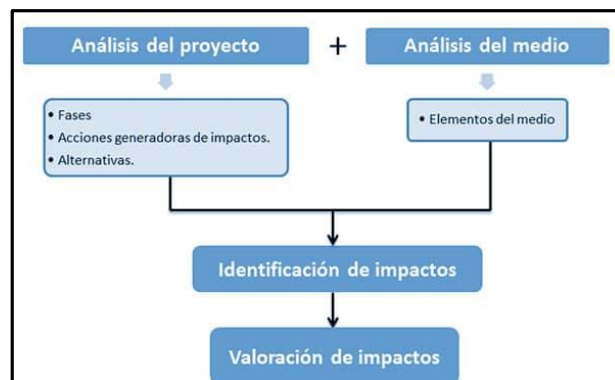 Análisis del proyecto + Análisis del medio
• Fases
• Acciones generadoras de impactos.
• Alternativas.
• Elementos del medio
Identificación de impactos
Valoración de impactos